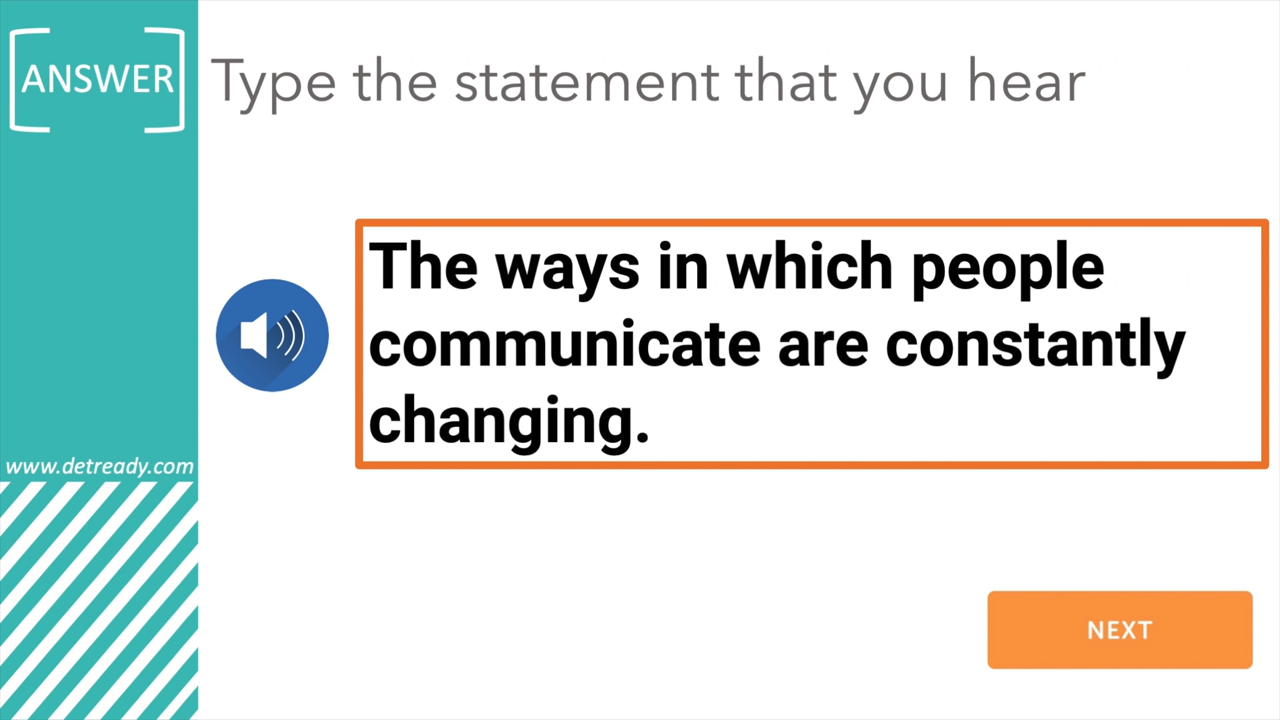 ANSWER
Type the statement that you hear
The ways in which people
communicate are constantly
changing.
www.detready.com
NEXT